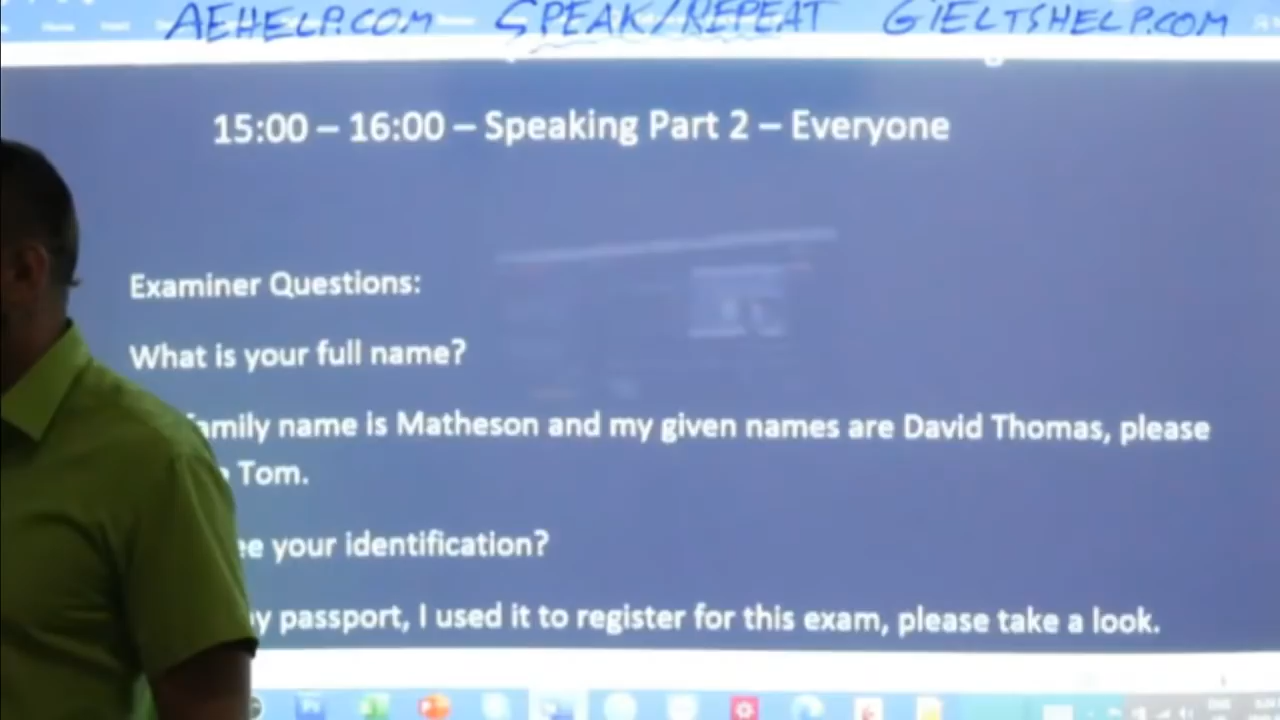 AEHELP.COM SPEAK/REPEAT GIELTSHELP.COM
15:00 – 16:00 – Speaking Part 2 – Everyone
Examiner Questions:
What is your full name?
family name is Matheson and my given names are David Thomas, please
Tom.
your identification?
passport, I used it to register for this exam, please take a look.